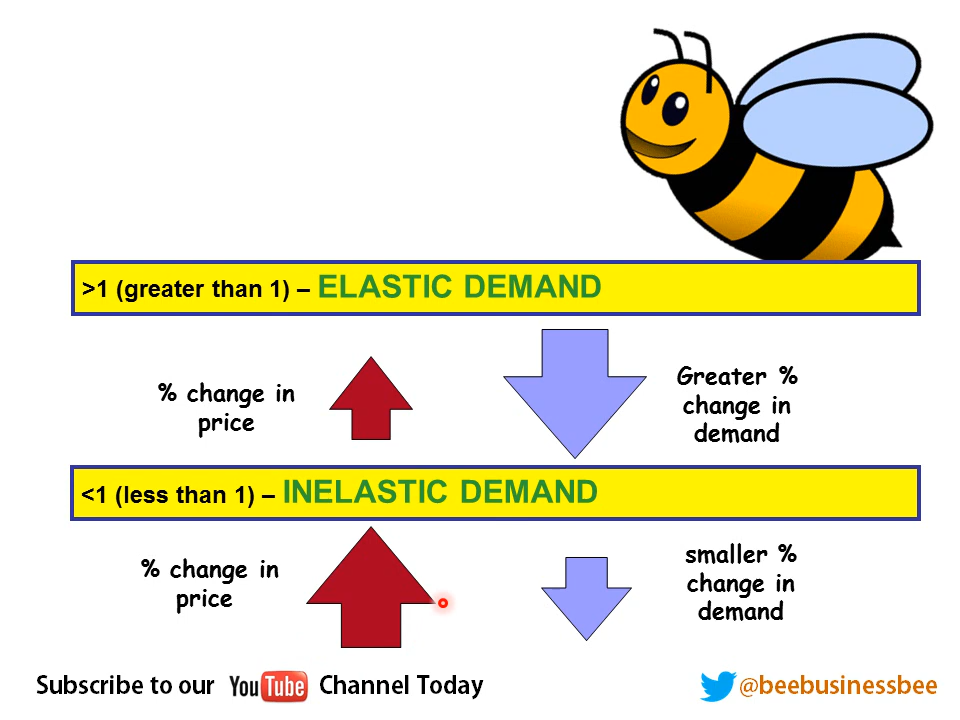 >1 (greater than 1) – ELASTIC DEMAND
% change in
price
Greater %
change in
demand
<1 (less than 1) – INELASTIC DEMAND
% change in
price
smaller %
change in
demand
Subscribe to our YouTube Channel Today
@beebusinessbee